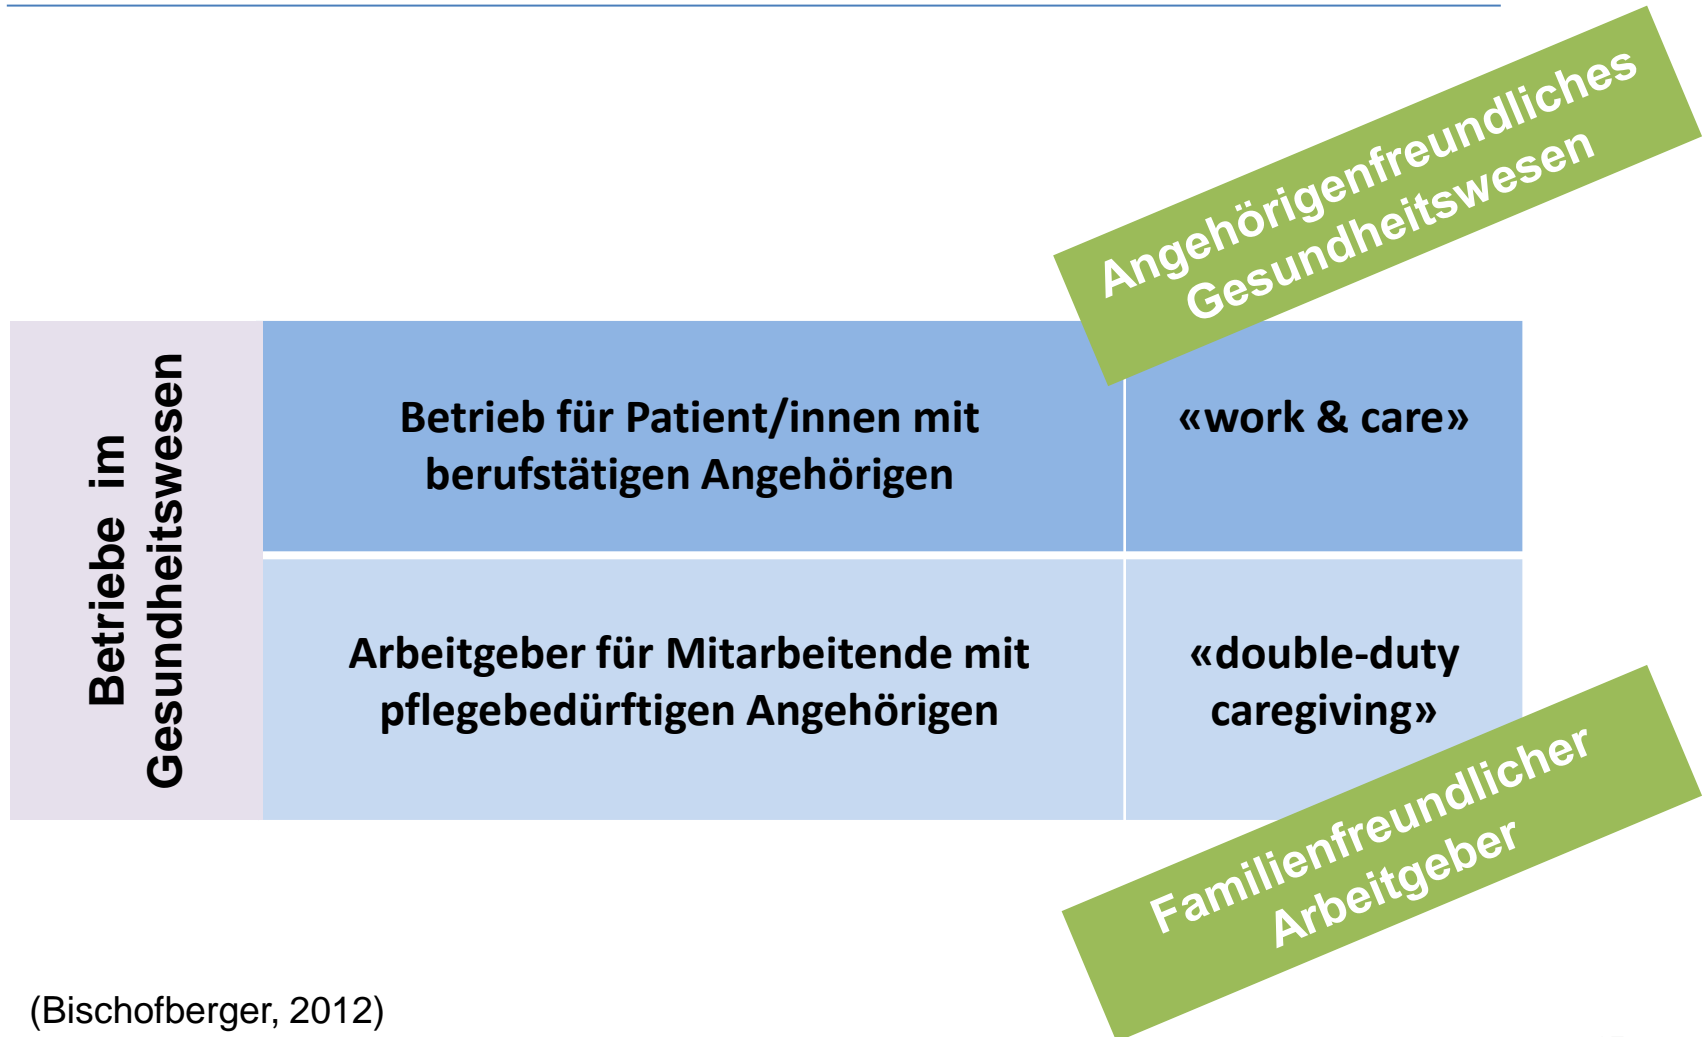 Angehörigenfreundliches
Gesundheitswesen
Betriebe im
Gesundheitswesen
Betrieb für Patient/innen mit
berufstätigen Angehörigen
«work & care»
Arbeitgeber für Mitarbeitende mit
pflegebedürftigen Angehörigen
«double-duty
caregiving»
Familienfreundlicher
Arbeitgeber
(Bischofberger, 2012)